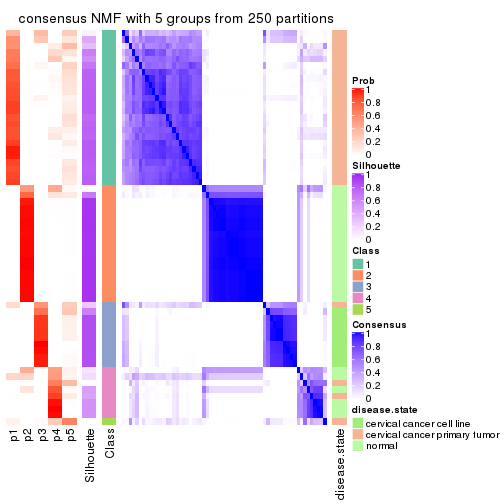 consensus NMF with 5 groups from 250 partitions
Prob
1
0.8
0.6
0.4
0.2
0
Silhouette
1
0.8
0.6
0.4
0.2
0
Class
1
2
3
4
5
Consensus
1
0.8
0.6
0.4
0.2
0
disease.state
cervical cancer cell line
cervical cancer primary tumor
normal
p1
p2
p3
p4
p5
Silhouette
Class
disease.state